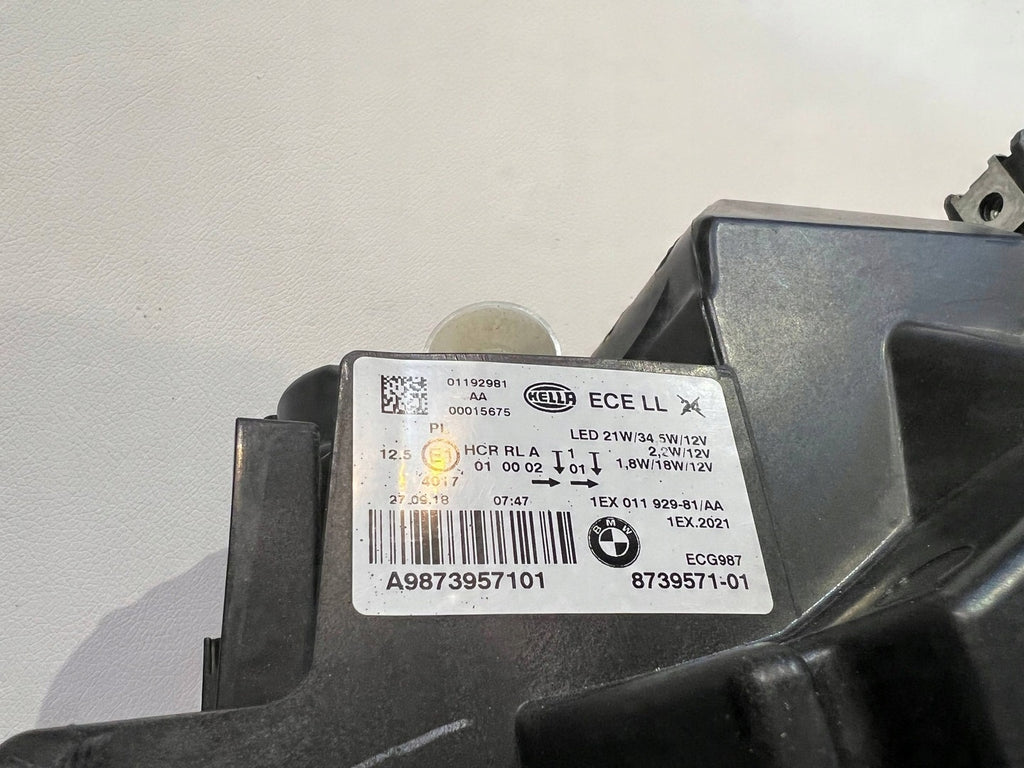 01192981
AA
00015675
HELLA ECE LL 24
PL
LED 21W/34,5W/12V
12.5 E1 HCR RL A 1 2,2W/12V
01 00 02 01 1,8W/18W/12V
4017
27.09.18 07:47 1EX 011 929-81/AA
1EX.2021
BMW
ECG987
A9873957101 8739571-01